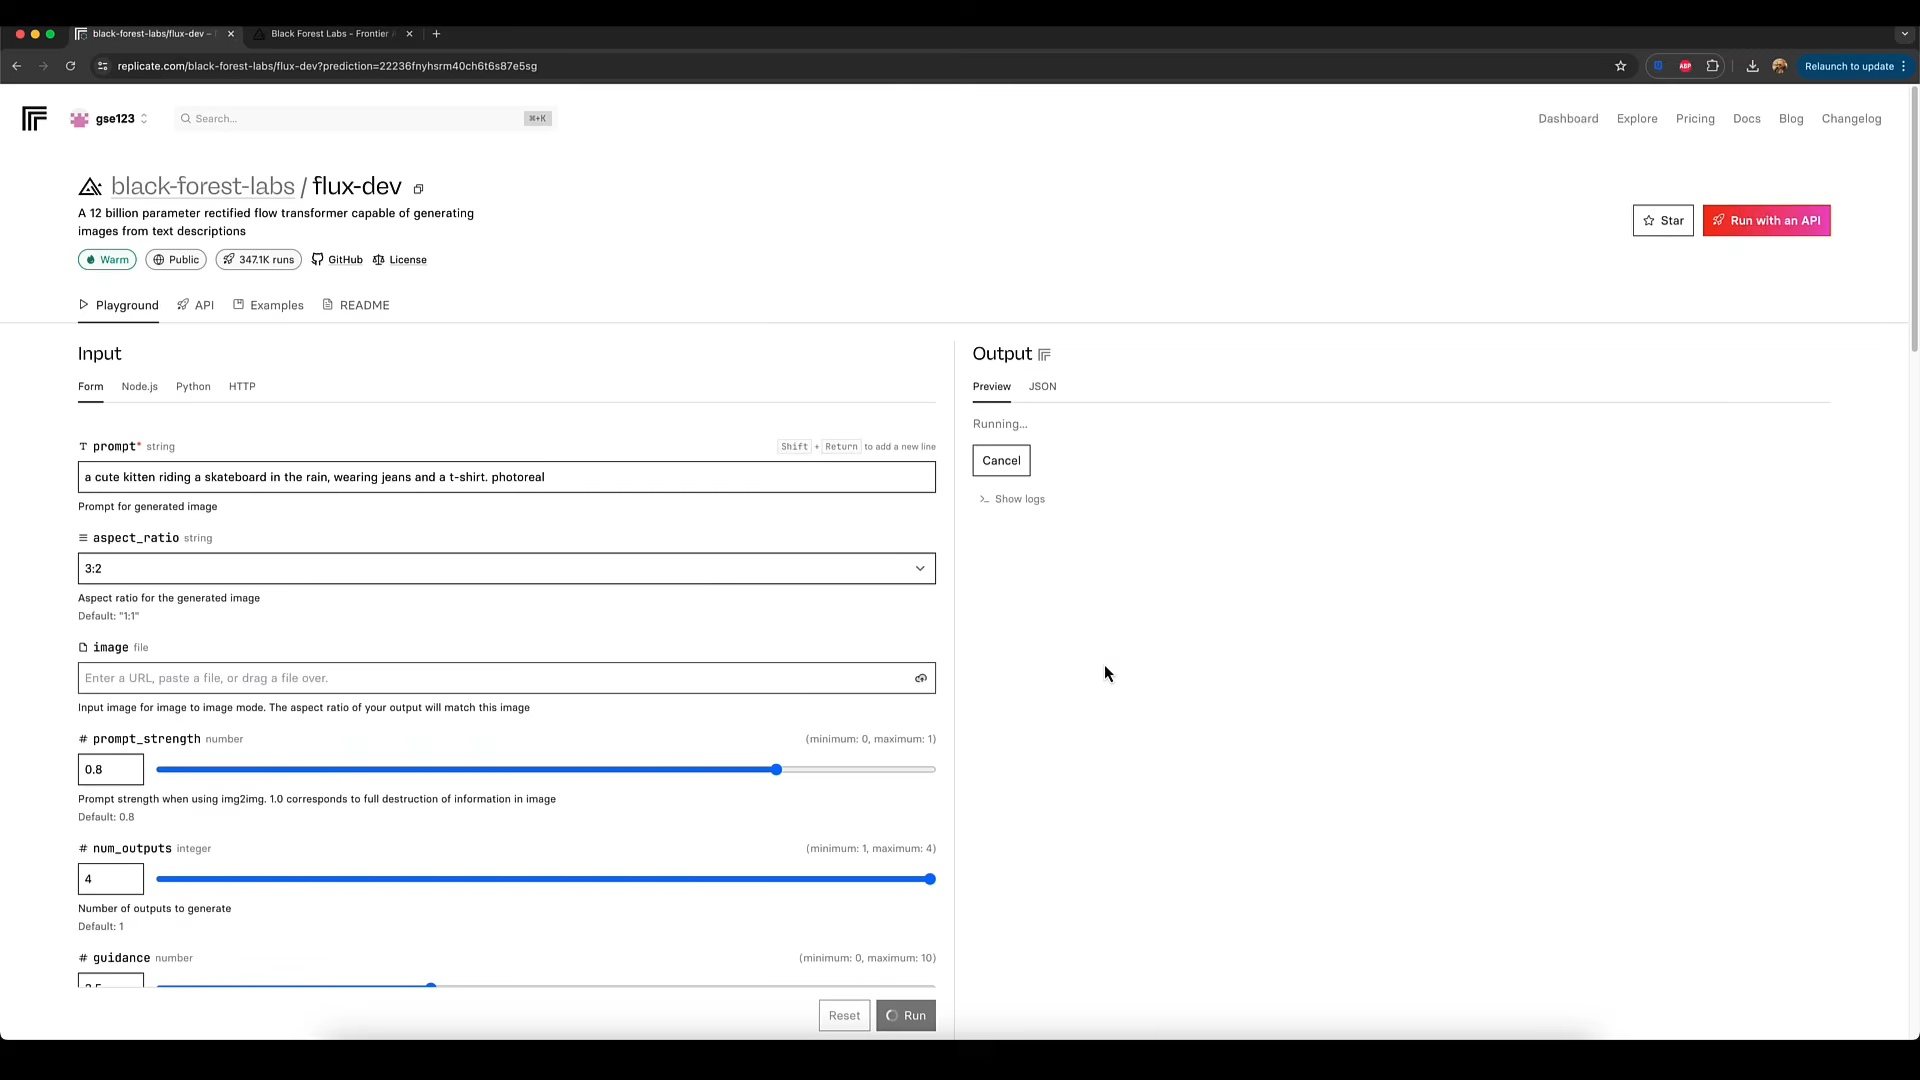 black-forest-labs/flux-dev –
Black Forest Labs - Frontier
replicate.com/black-forest-labs/flux-dev?prediction=22236fnyhsrm40ch6t6s87e5sg
ABP
Relaunch to update
gse123
Search...
⌘+K
Dashboard
Explore
Pricing
Docs
Blog
Changelog
black-forest-labs / flux-dev
A 12 billion parameter rectified flow transformer capable of generating
images from text descriptions
Star
Run with an API
Warm
Public
347.1K runs
GitHub
License
Playground
API
Examples
README
Input
Form
Node.js
Python
HTTP
prompt* string
Shift + Return to add a new line
a cute kitten riding a skateboard in the rain, wearing jeans and a t-shirt. photoreal
Prompt for generated image
aspect_ratio string
3:2
Aspect ratio for the generated image
Default: "1:1"
image file
Enter a URL, paste a file, or drag a file over.
Input image for image to image mode. The aspect ratio of your output will match this image
# prompt_strength number
(minimum: 0, maximum: 1)
0.8
Prompt strength when using img2img. 1.0 corresponds to full destruction of information in image
Default: 0.8
# num_outputs integer
(minimum: 1, maximum: 4)
4
Number of outputs to generate
Default: 1
# guidance number
(minimum: 0, maximum: 10)
Reset
Run
Output
Preview
JSON
Running...
Cancel
Show logs